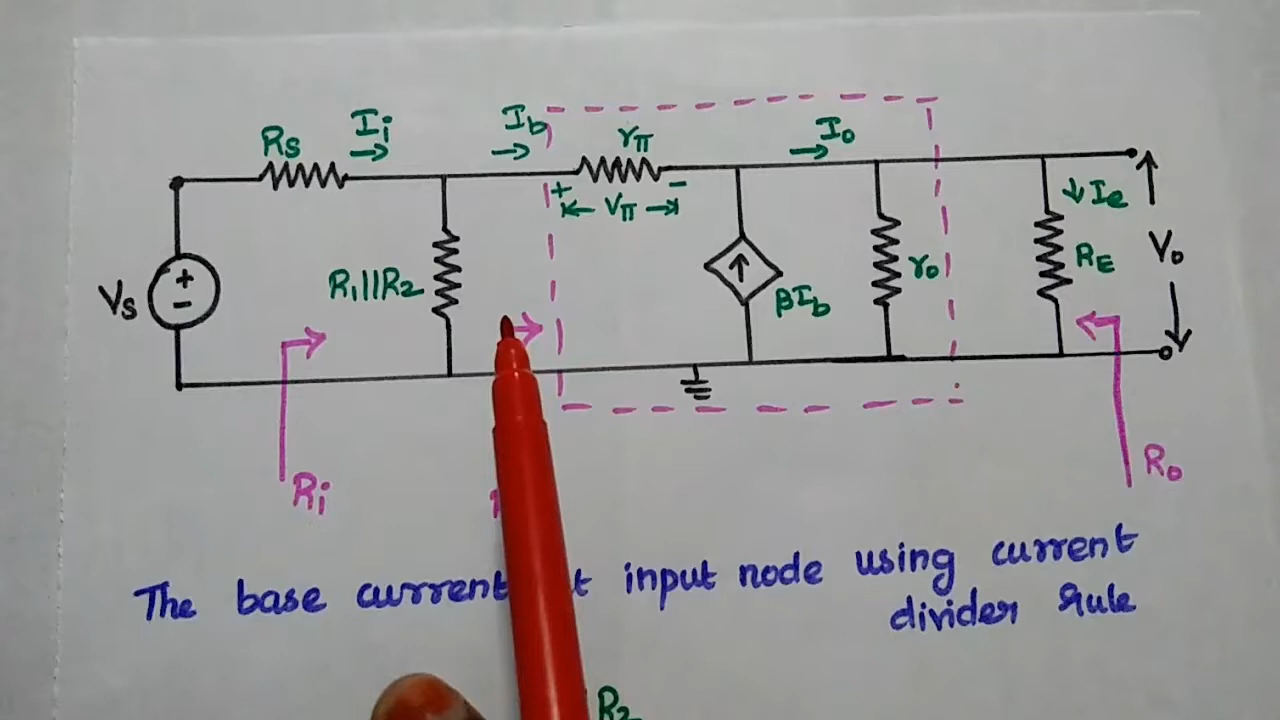 Rs
Ii
Ib
rπ
Io
+ Vπ -
Ie
Vs
+
-
R1||R2
βIb
ro
RE
Vo
Ri
Ro
The base current input node using current
divider rule
R2